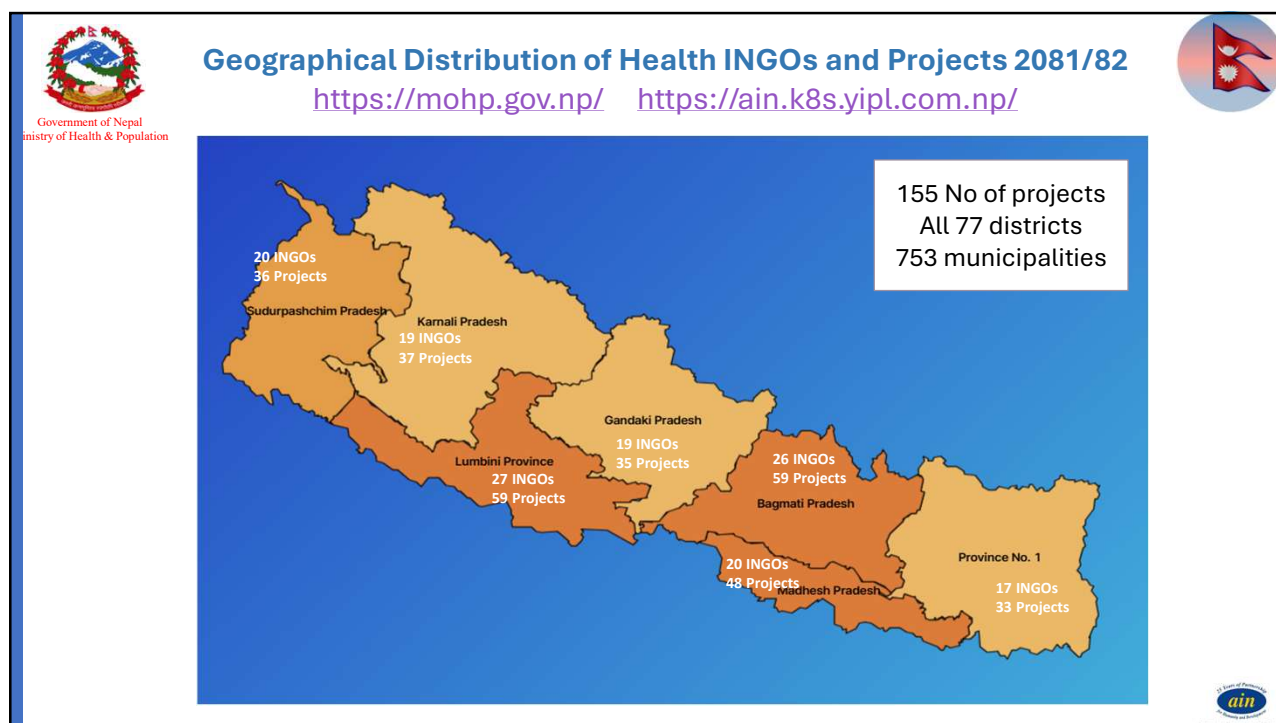 Geographical Distribution of Health INGOs and Projects 2081/82
https://mohp.gov.np/ https://ain.k8s.yipl.com.np/
Government of Nepal
inistry of Health & Population
155 No of projects
All 77 districts
753 municipalities
20 INGOs
36 Projects
Sudurpashchim Pradesh
Karnali Pradesh
19 INGOs
37 Projects
Gandaki Pradesh
19 INGOs
35 Projects
Lumbini Province
27 INGOs
59 Projects
26 INGOs
59 Projects
Bagmati Pradesh
20 INGOs
48 Projects
Madhesh Pradesh
Province No. 1
17 INGOs
33 Projects
ain